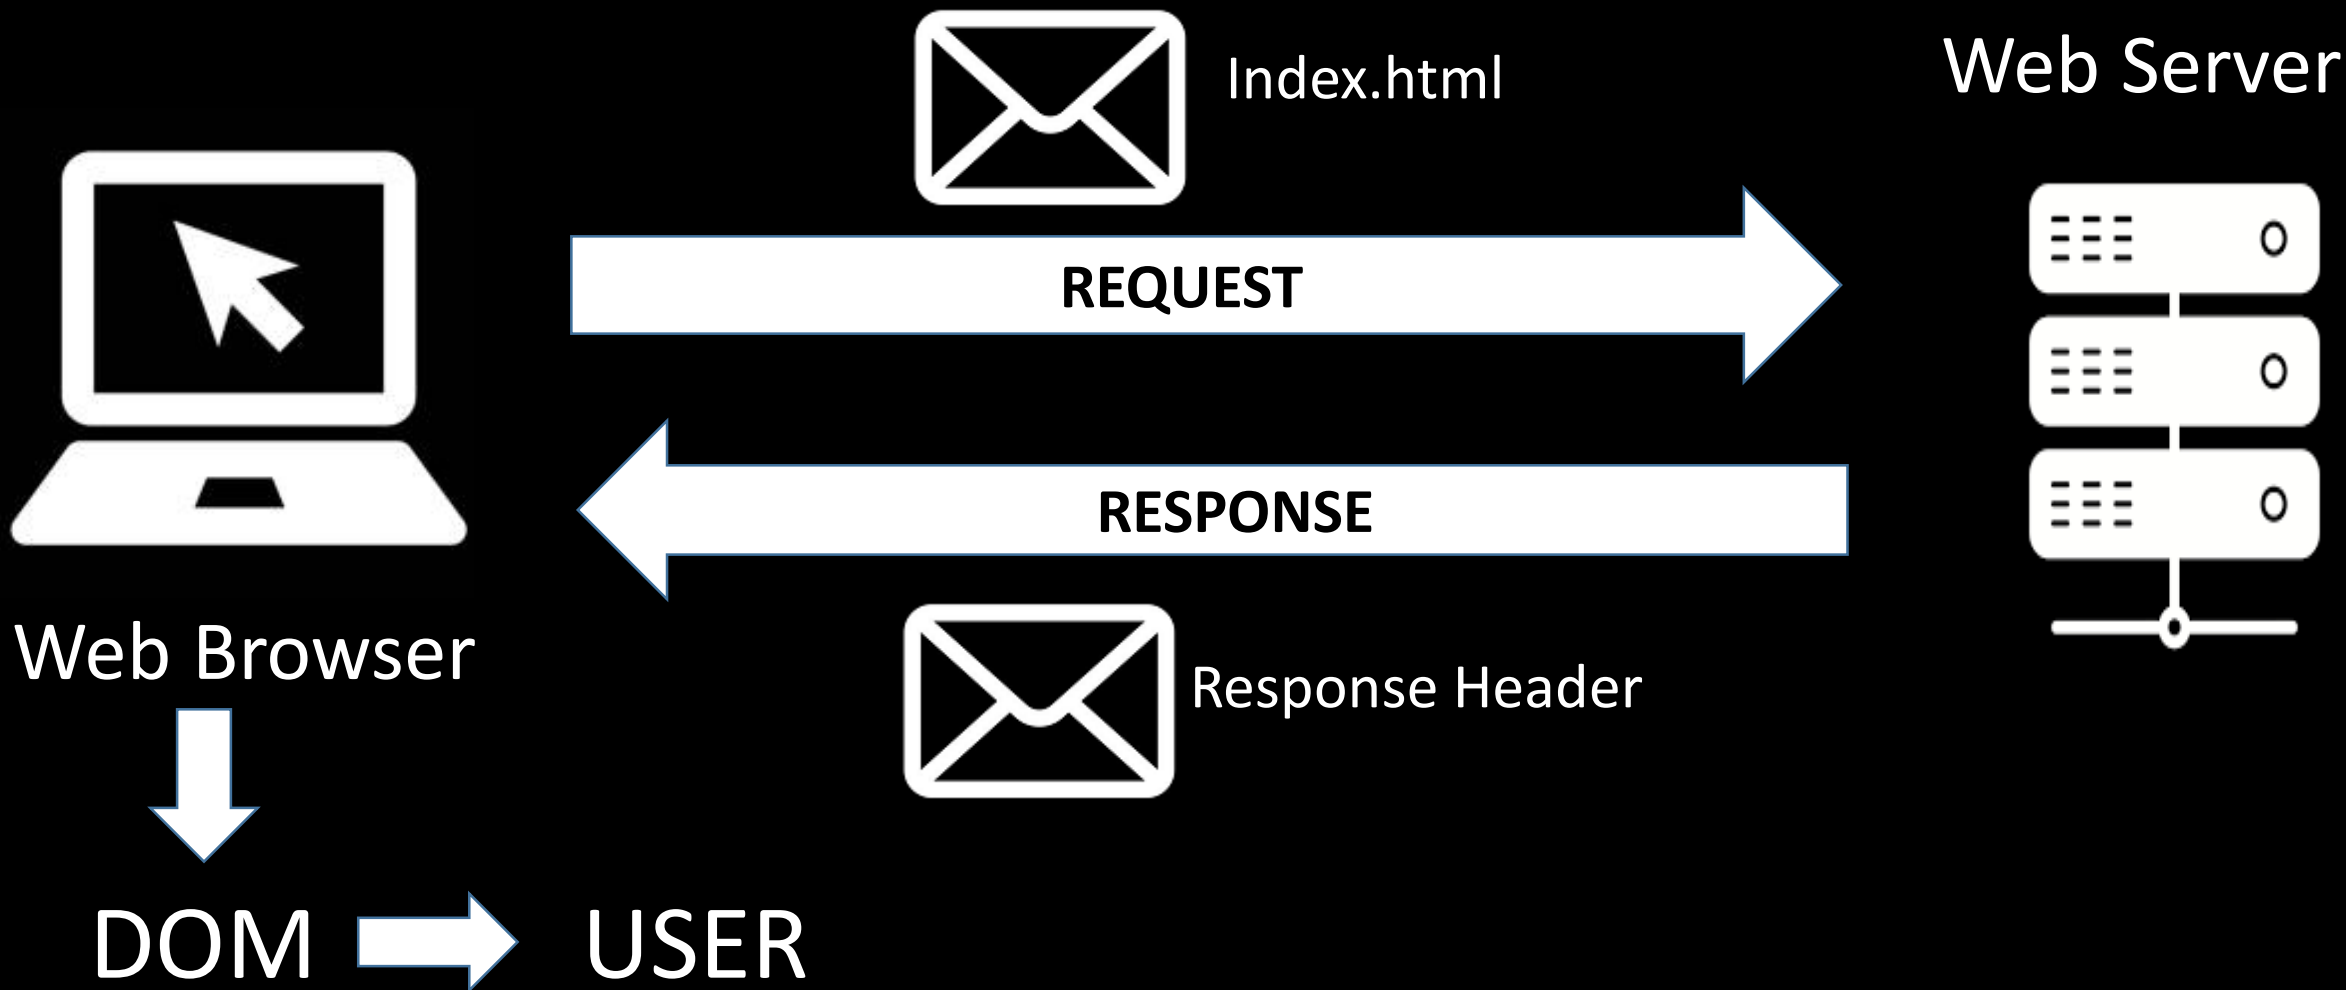 Index.html
Web Server
REQUEST
RESPONSE
Web Browser
Response Header
DOM
USER